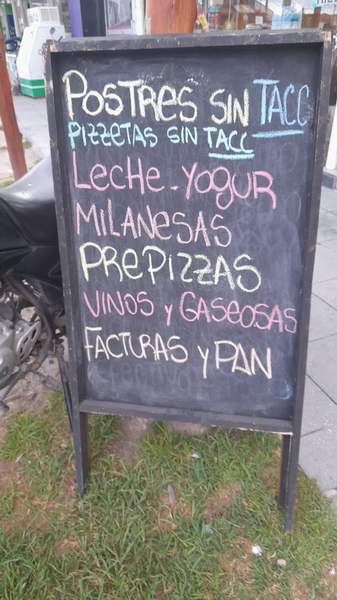 POSTRES SIN TACC
PIZZETAS SIN TACC
LECHE - YOGUR
MILANESAS
PREPIZZAS
VINOS y GASEOSAS
FACTURAS y PAN